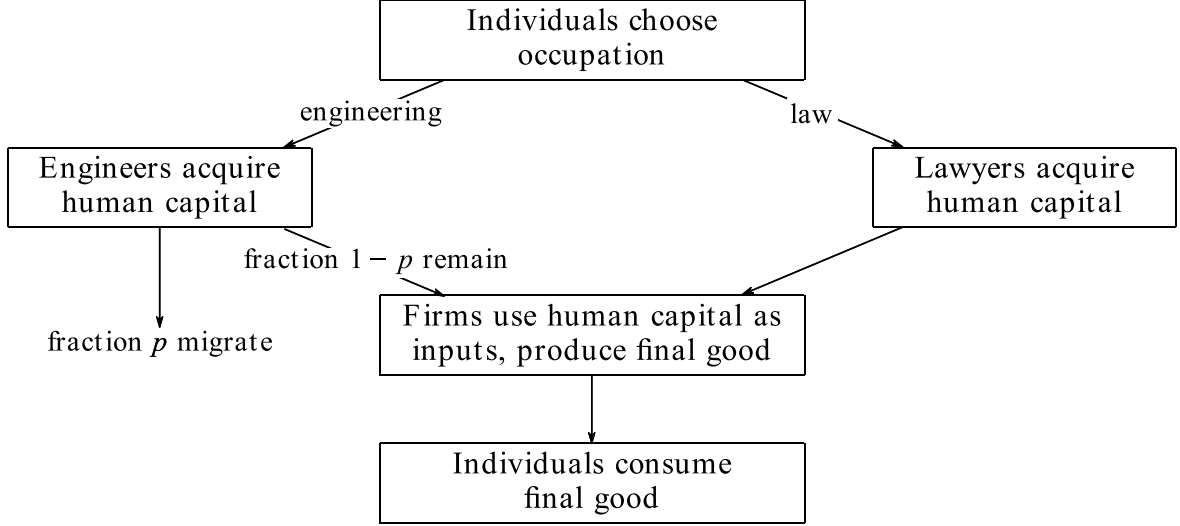 Individuals choose
occupation
engineering
law
Engineers acquire
human capital
Lawyers acquire
human capital
fraction 1 − p remain
Firms use human capital as
inputs, produce final good
fraction p migrate
Individuals consume
final good